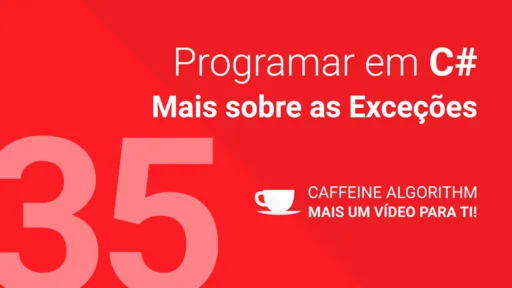 Programar em C#
Mais sobre as Exceções
35
CAFFEINE ALGORITHM
MAIS UM VÍDEO PARA TI!